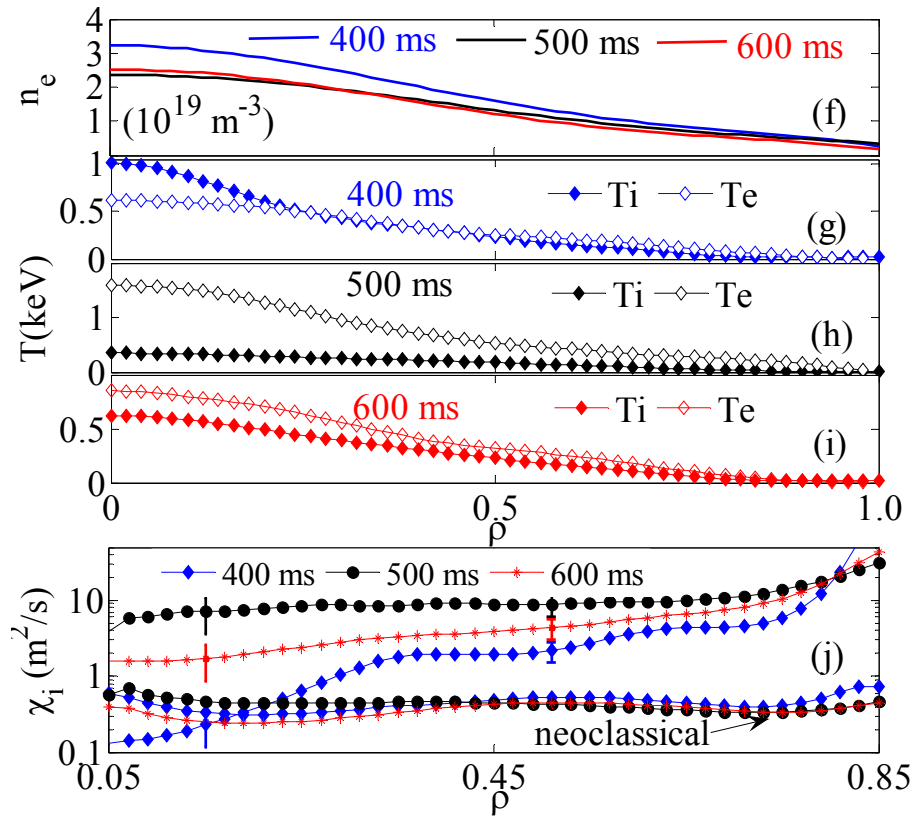 400 ms 500 ms 600 ms
4
3
2
1
n_e
(10^19 m^-3)
(f)
1
0.5
0
400 ms
Ti Te
(g)
T(keV)
1
0
500 ms
Ti Te
(h)
0.5
0
600 ms
Ti Te
(i)
0 0.5 1.0
ρ
400 ms 500 ms 600 ms
10
1
0.1
χ_i (m^2/s)
(j)
neoclassical
0.05 0.45 0.85
ρ